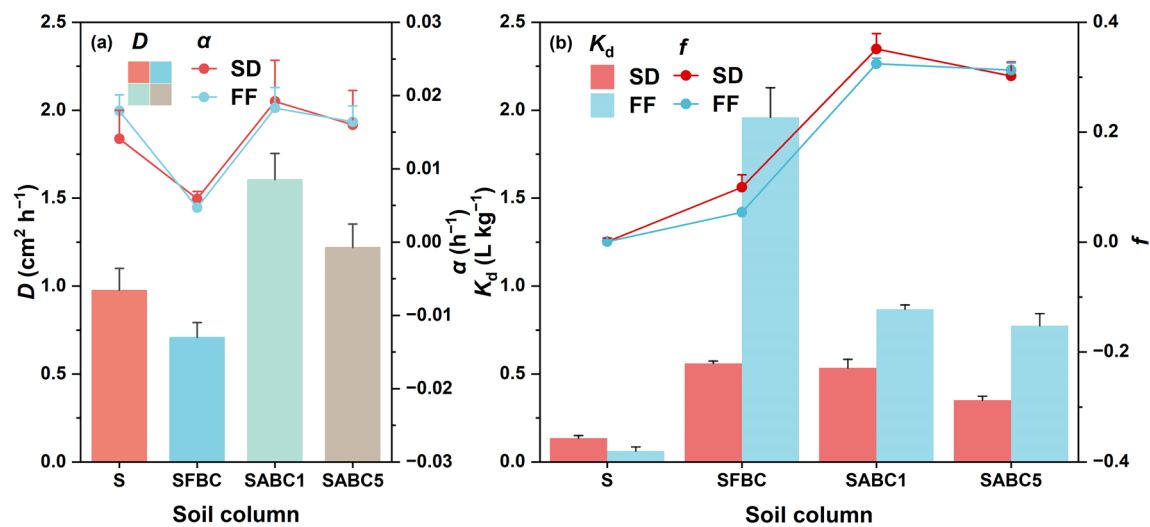 (a) D α
SD
FF
2.5
2.0
1.5
1.0
0.5
0.0
D (cm² h⁻¹)
0.03
0.02
0.01
0.00
−0.01
−0.02
−0.03
α (h⁻¹)
S SFBC SABC1 SABC5
Soil column
(b) Kd f
SD SD
FF FF
2.5
2.0
1.5
1.0
0.5
0.0
Kd (L kg⁻¹)
0.4
0.2
0.0
−0.2
−0.4
f
S SFBC SABC1 SABC5
Soil column